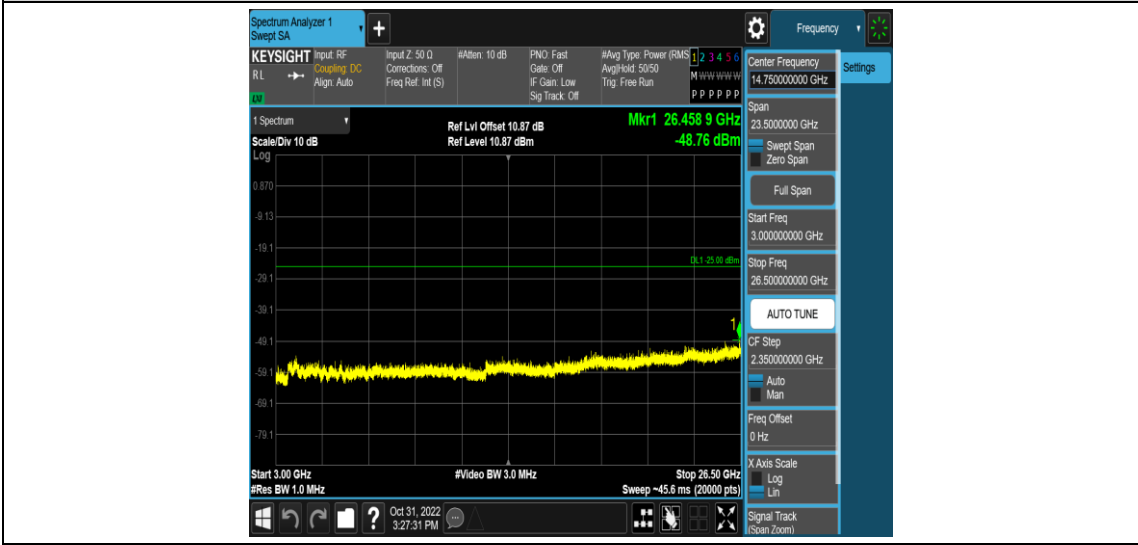 Spectrum Analyzer 1
Swept SA
+
Frequency
KEYSIGHT
RL
Input: RF
Coupling: DC
Align: Auto
Input Z: 50 Ω
Corrections: Off
Freq Ref: Int (S)
#Atten: 10 dB
PNO: Fast
Gate: Off
IF Gain: Low
Sig Track: Off
#Avg Type: Power (RMS
Avg|Hold: 50/50
Trig: Free Run
1 2 3 4 5 6
M W W W W W
P P P P P P
1 Spectrum
Scale/Div 10 dB
Log
Ref Lvl Offset 10.87 dB
Ref Level 10.87 dBm
Mkr1 26.458 9 GHz
-48.76 dBm
0.870
-9.13
-19.1
DL1 -25.00 dBm
-29.1
-39.1
1
-49.1
-59.1
-69.1
-79.1
Start 3.00 GHz
#Res BW 1.0 MHz
#Video BW 3.0 MHz
Stop 26.50 GHz
Sweep ~45.6 ms (20000 pts)
?
Oct 31, 2022
3:27:31 PM
Center Frequency
14.750000000 GHz
Settings
Span
23.5000000 GHz
Swept Span
Zero Span
Full Span
Start Freq
3.000000000 GHz
Stop Freq
26.500000000 GHz
AUTO TUNE
CF Step
2.350000000 GHz
Auto
Man
Freq Offset
0 Hz
X Axis Scale
Log
Lin
Signal Track
(Span Zoom)